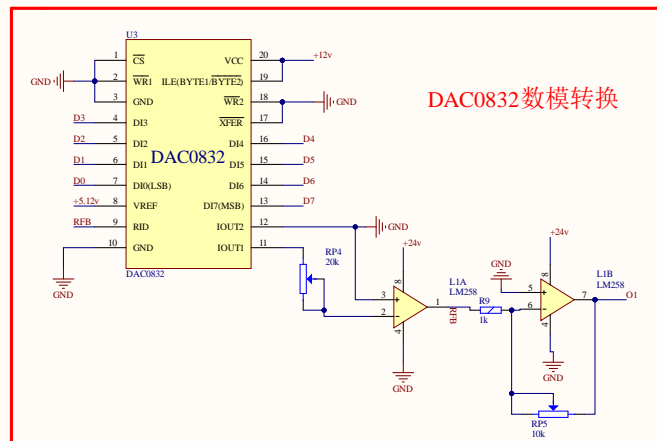 U3
1 CS VCC 20 +12v
GND 2 WR1 ILE(BYTE1/BYTE2) 19
3 GND WR2 18 GND
D3 4 DI3 XFER 17
D2 5 DI2 DI4 16 D4
D1 6 DI1 DI5 15 D5
D0 7 DI0(LSB) DI6 14 D6
+5.12v 8 VREF DI7(MSB) 13 D7
RFB 9 RID IOUT2 12 GND
10 GND IOUT1 11
GND
DAC0832
DAC0832
DAC0832数模转换
RP4
20k
+24v
8
3 +
2 -
1
4
GND
L1A
LM258
RFB
R9
1k
+24v
GND
8
5 +
6 -
7
4
GND
L1B
LM258
O1
RP5
10k